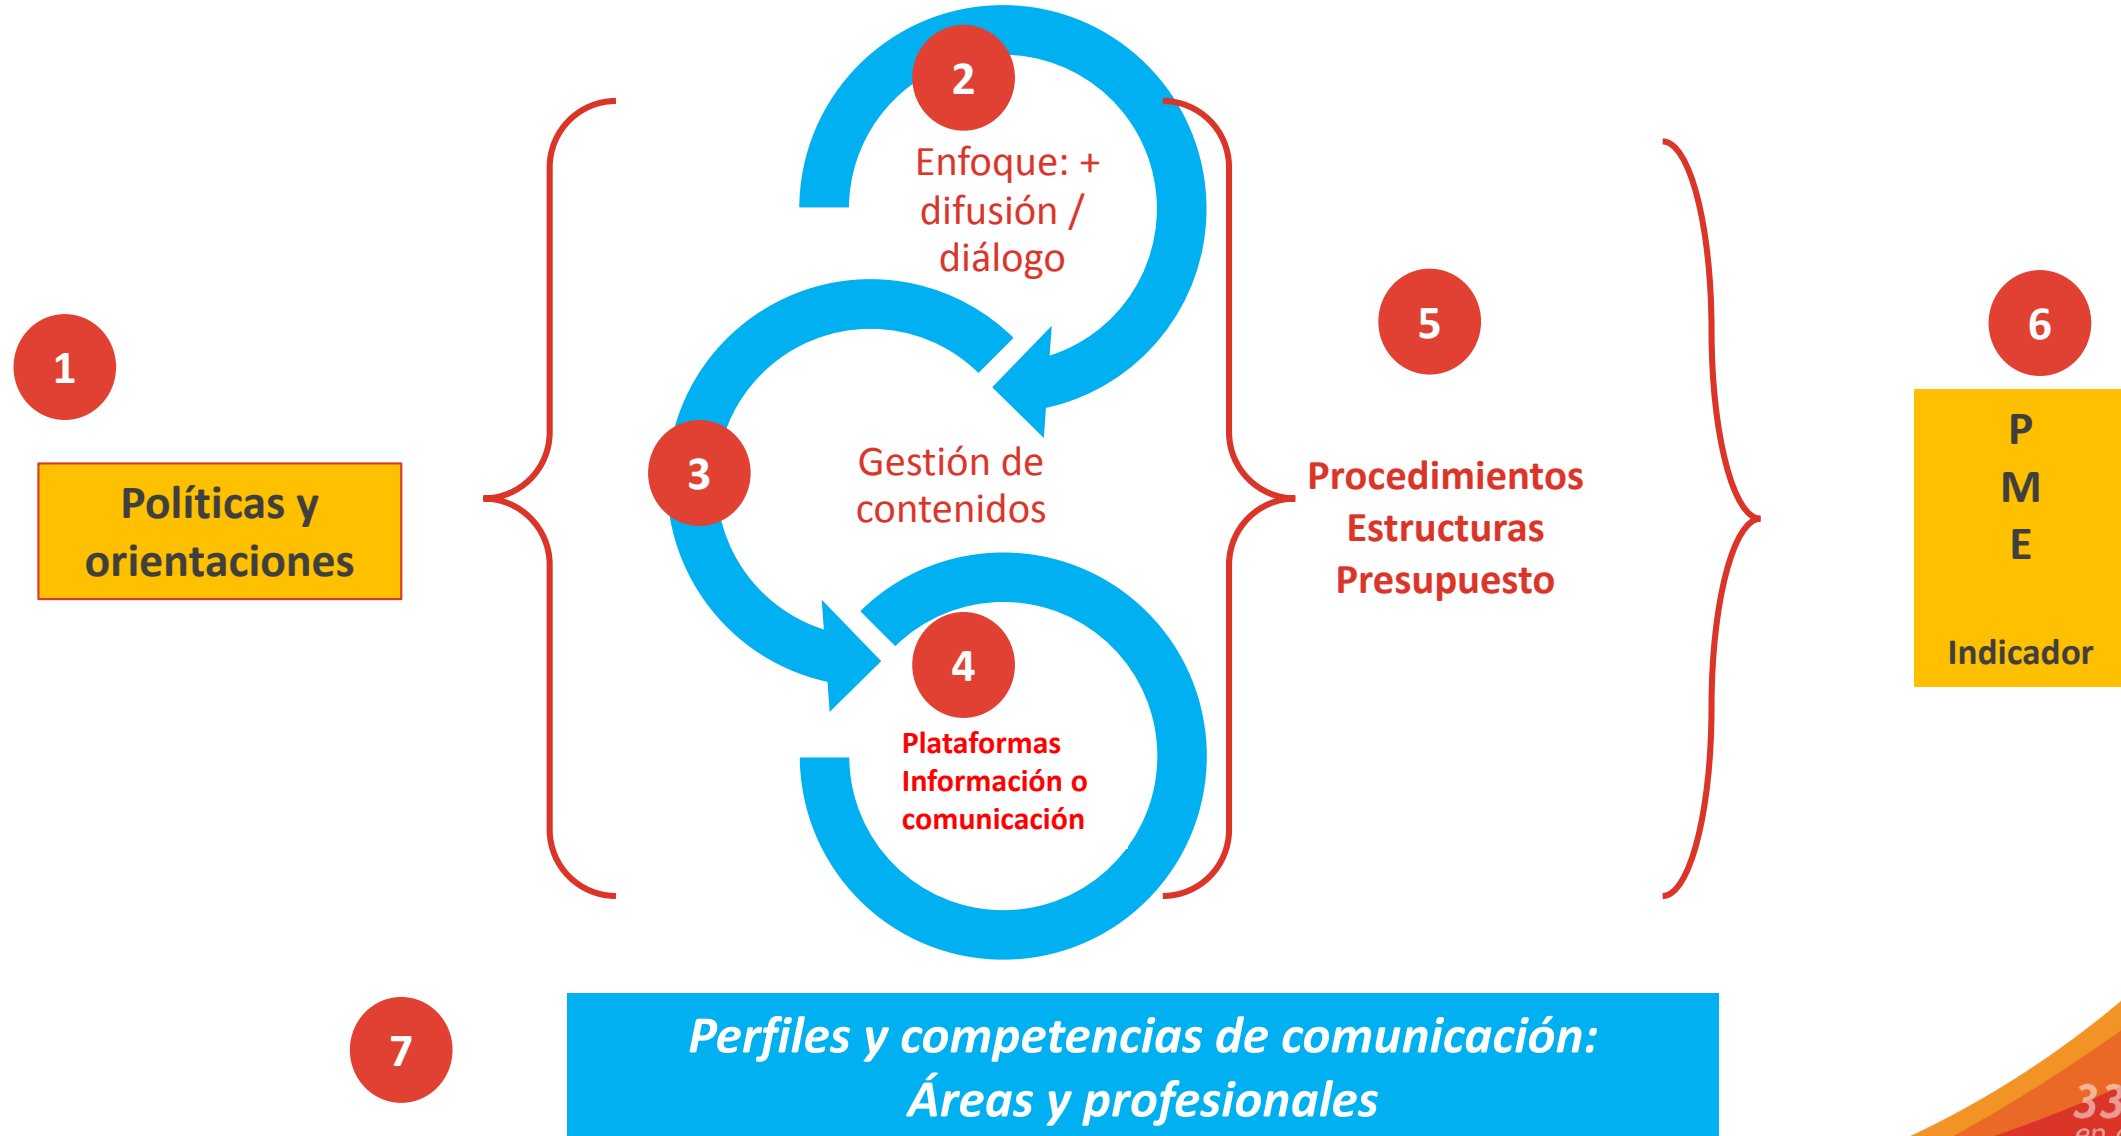 1
Políticas y
orientaciones
2
Enfoque: +
difusión /
diálogo
3
Gestión de
contenidos
4
Plataformas
Información o
comunicación
5
Procedimientos
Estructuras
Presupuesto
6
P
M
E
Indicador
7
Perfiles y competencias de comunicación:
Áreas y profesionales
33